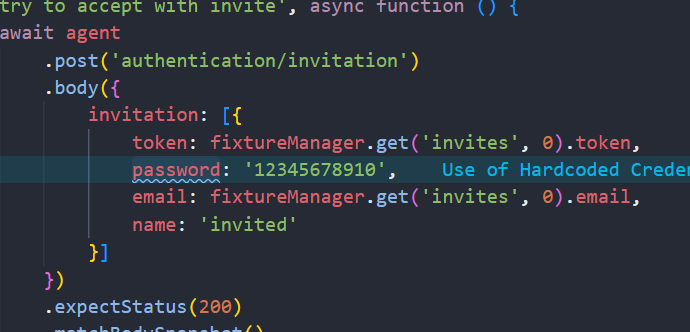 try to accept with invite', async function () {
await agent
.post('authentication/invitation')
.body({
invitation: [{
token: fixtureManager.get('invites', 0).token,
password: '12345678910', Use of Hardcoded Creden
email: fixtureManager.get('invites', 0).email,
name: 'invited'
}]
})
.expectStatus(200)
.matchBodySnapshot()